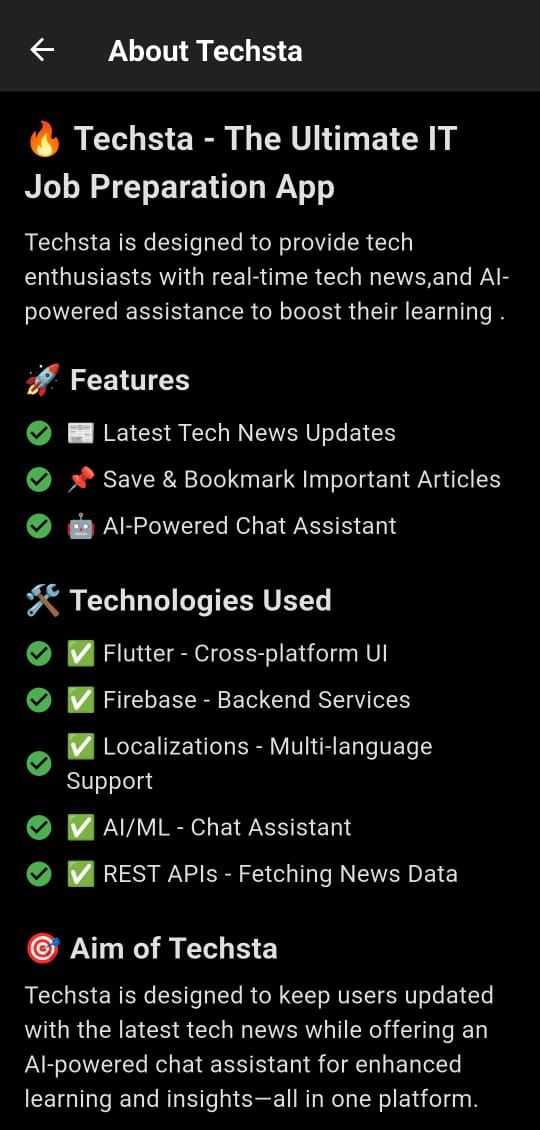 About Techsta
🔥 Techsta - The Ultimate IT
Job Preparation App
Techsta is designed to provide tech
enthusiasts with real-time tech news,and AI-
powered assistance to boost their learning .
🚀 Features
📰 Latest Tech News Updates
📌 Save & Bookmark Important Articles
🤖 AI-Powered Chat Assistant
🛠 Technologies Used
✅ Flutter - Cross-platform UI
✅ Firebase - Backend Services
✅ Localizations - Multi-language
Support
✅ AI/ML - Chat Assistant
✅ REST APIs - Fetching News Data
🎯 Aim of Techsta
Techsta is designed to keep users updated
with the latest tech news while offering an
AI-powered chat assistant for enhanced
learning and insights—all in one platform.